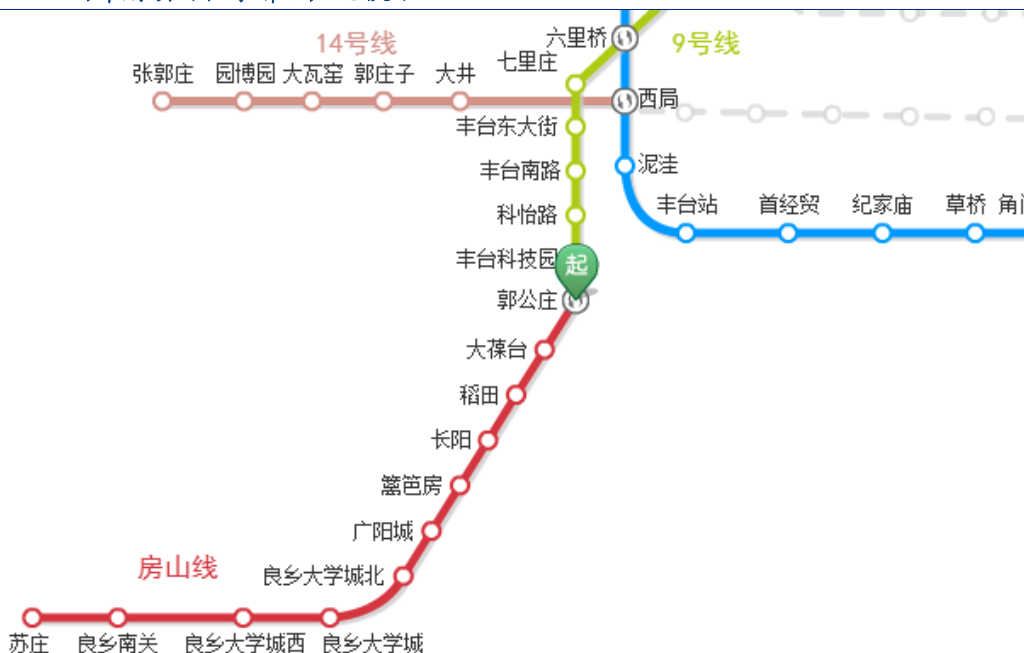 六里桥
14号线
9号线
七里庄
张郭庄
园博园
大瓦窑
郭庄子
大井
西局
丰台东大街
泥洼
丰台南路
丰台站
首经贸
纪家庙
草桥
科怡路
丰台科技园
起
郭公庄
大葆台
稻田
长阳
篱笆房
广阳城
房山线
良乡大学城北
苏庄
良乡南关
良乡大学城西
良乡大学城